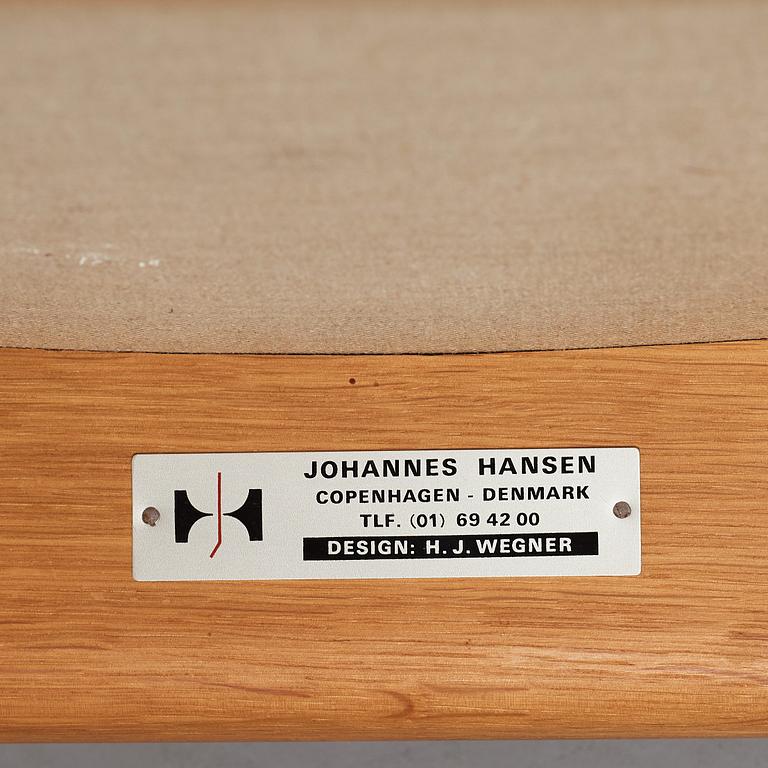 JOHANNES HANSEN
COPENHAGEN - DENMARK
TLF. (01) 69 42 00
DESIGN: H. J. WEGNER